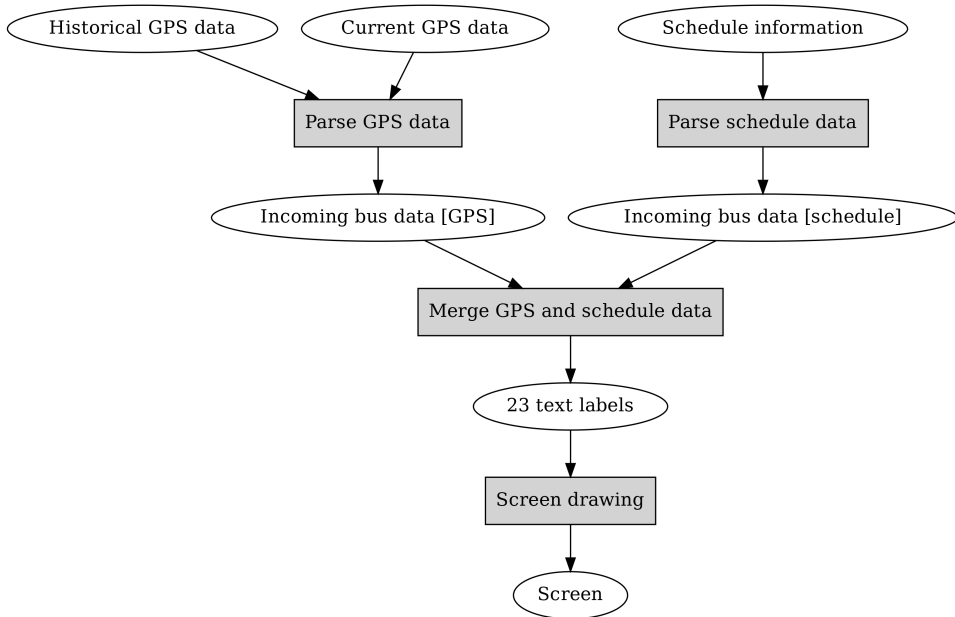 Historical GPS data
Current GPS data
Schedule information
Parse GPS data
Parse schedule data
Incoming bus data [GPS]
Incoming bus data [schedule]
Merge GPS and schedule data
23 text labels
Screen drawing
Screen